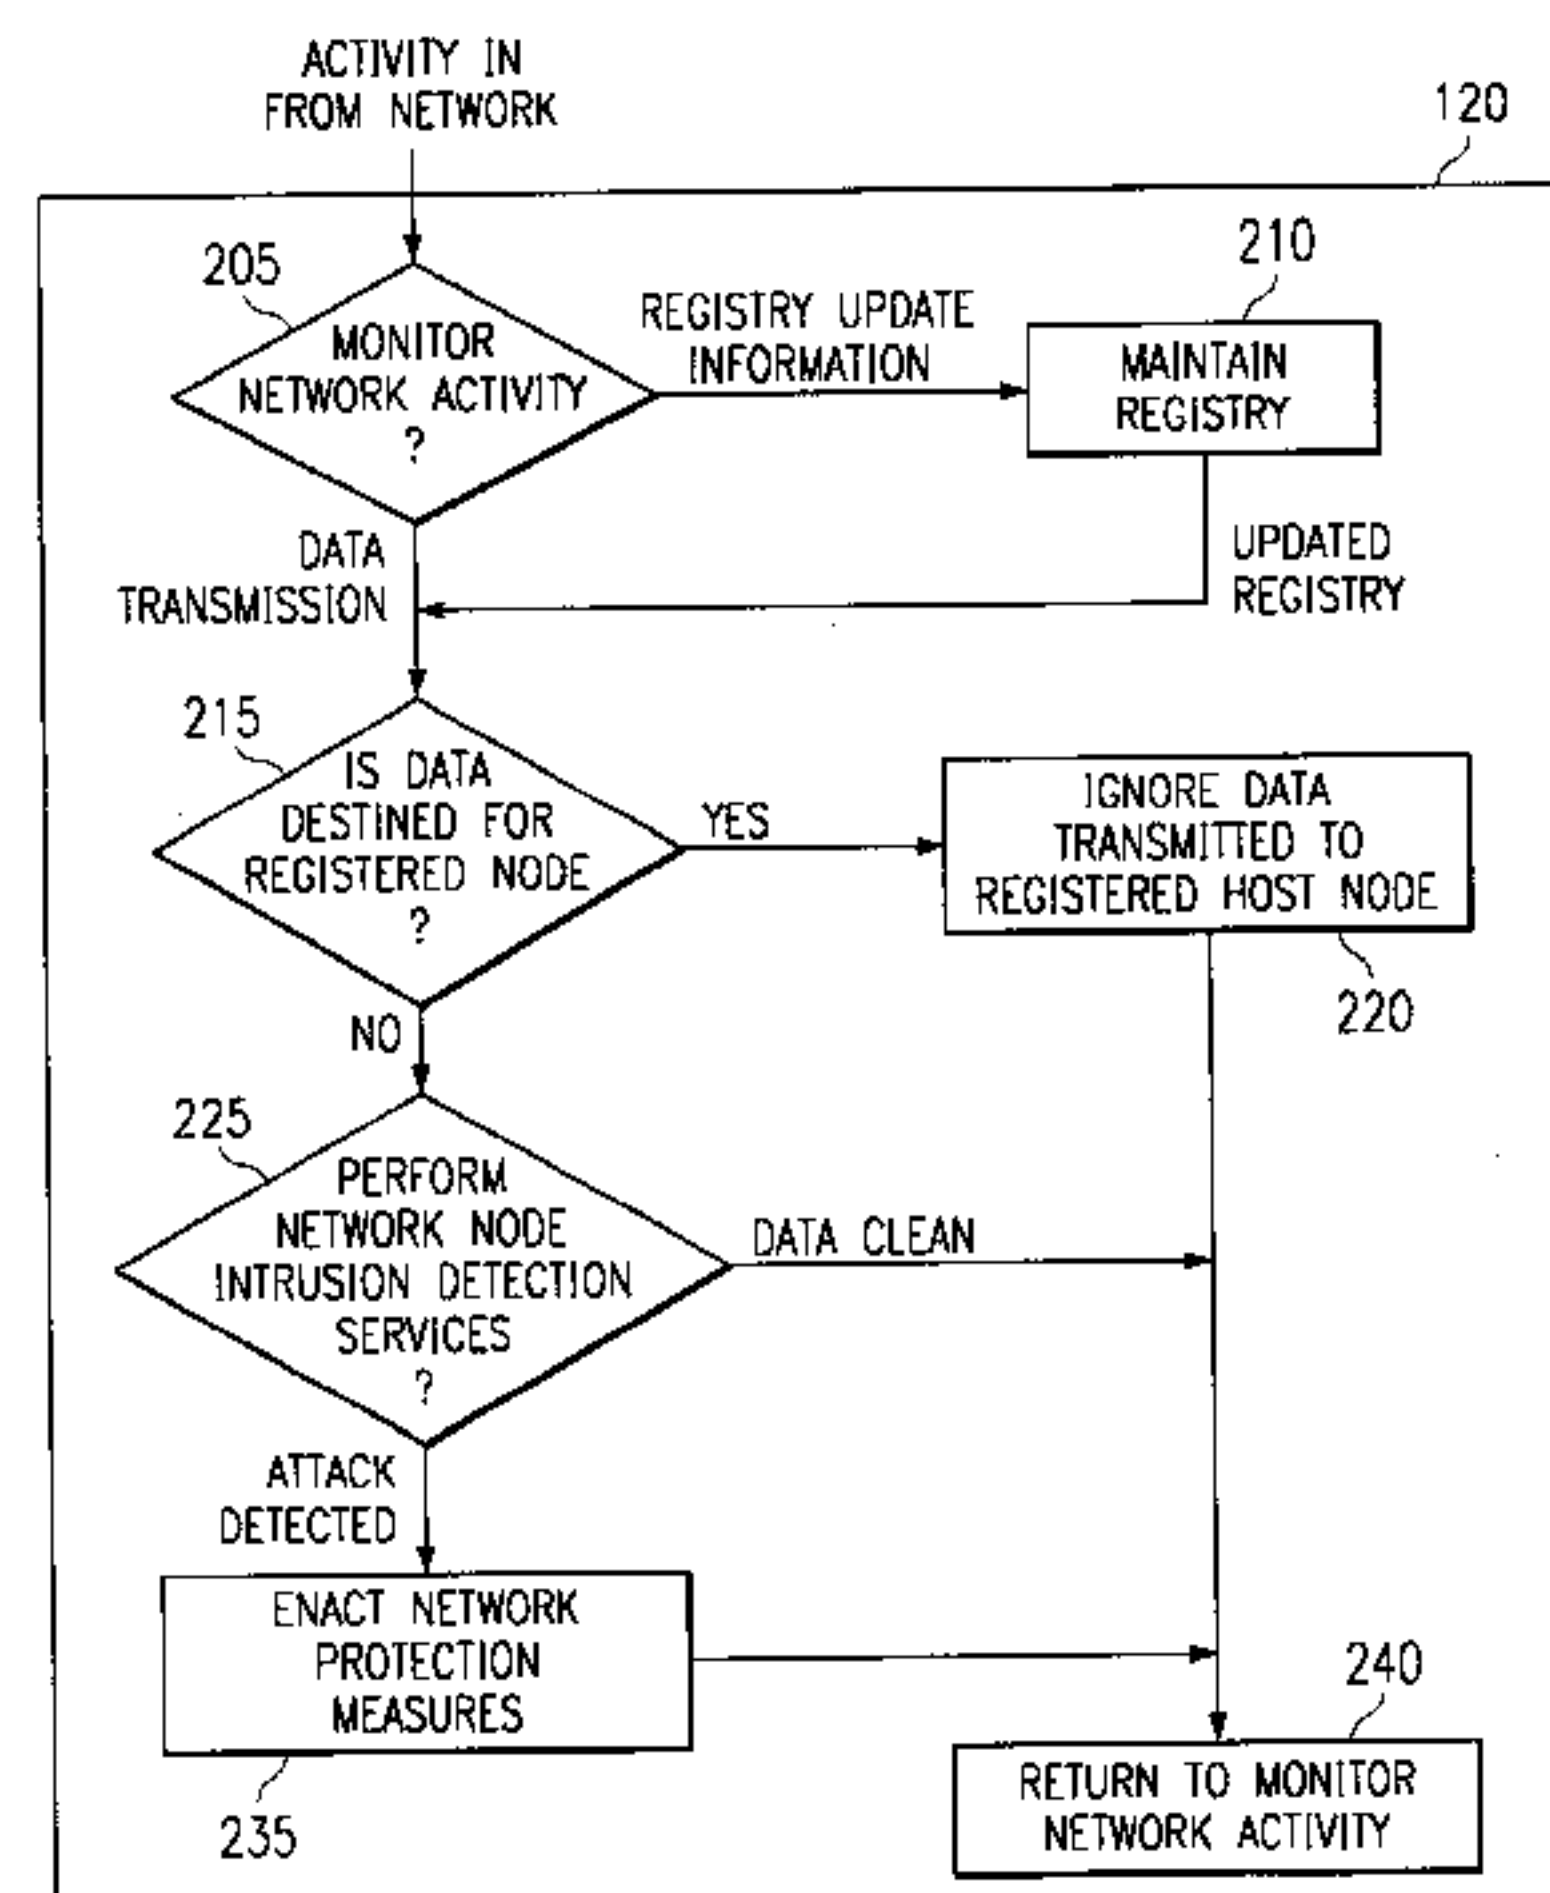 ACTIVITY IN
FROM NETWORK
120
205
210
MONITOR
NETWORK ACTIVITY
?
REGISTRY UPDATE
INFORMATION
MAINTAIN
REGISTRY
DATA
TRANSMISSION
UPDATED
REGISTRY
215
IS DATA
DESTINED FOR
REGISTERED NODE
?
YES
IGNORE DATA
TRANSMITTED TO
REGISTERED HOST NODE
220
NO
225
PERFORM
NETWORK NODE
INTRUSION DETECTION
SERVICES
?
DATA CLEAN
ATTACK
DETECTED
ENACT NETWORK
PROTECTION
MEASURES
235
240
RETURN TO MONITOR
NETWORK ACTIVITY